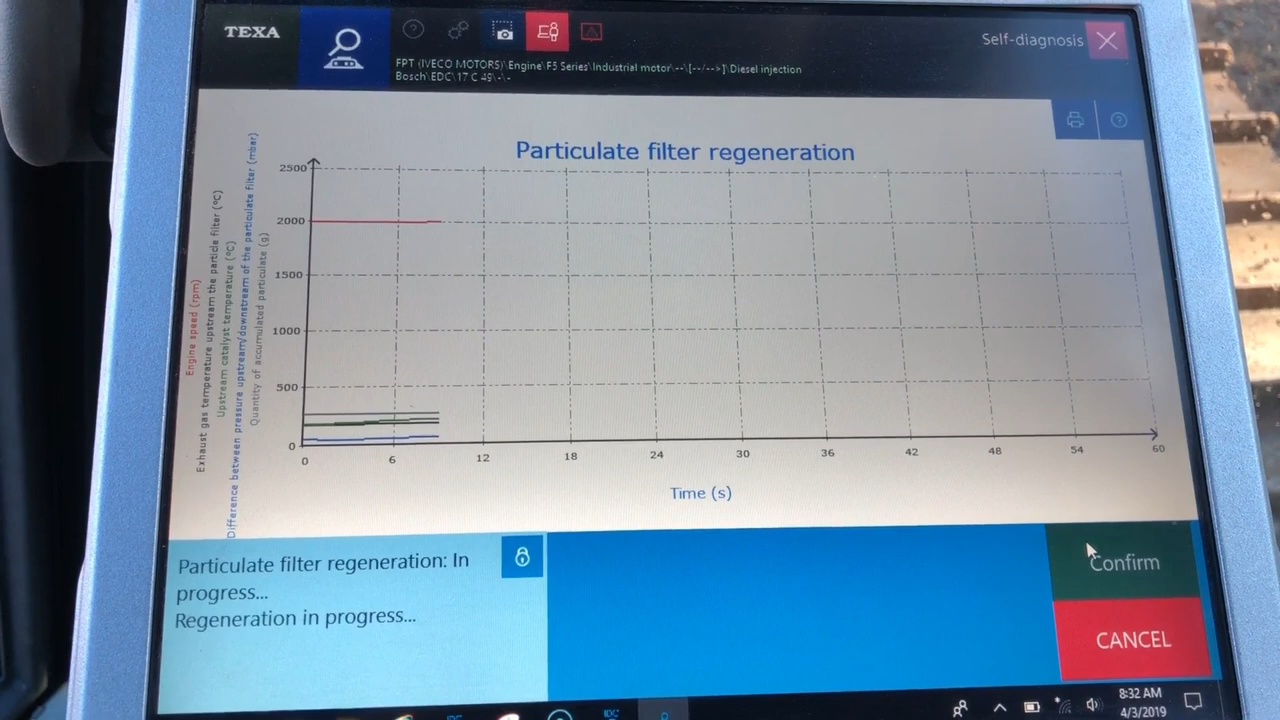 TEXA
Self-diagnosis
FPT (IVECO MOTORS)\Engine\F5 Series\Industrial motor\--\[--/-->]\Diesel injection
Bosch\EDC\17 C 49\-\-
Particulate filter regeneration
Engine speed (rpm)
Exhaust gas temperature upstream the particle filter (°C)
Upstream catalyst temperature (°C)
Difference between pressure upstream/downstream of the particulate filter (mbar)
Quantity of accumulated particulate (g)
2500
2000
1500
1000
500
0
0 6 12 18 24 30 36 42 48 54 60
Time (s)
Particulate filter regeneration: In
progress...
Regeneration in progress...
Confirm
CANCEL
8:32 AM
4/3/2019